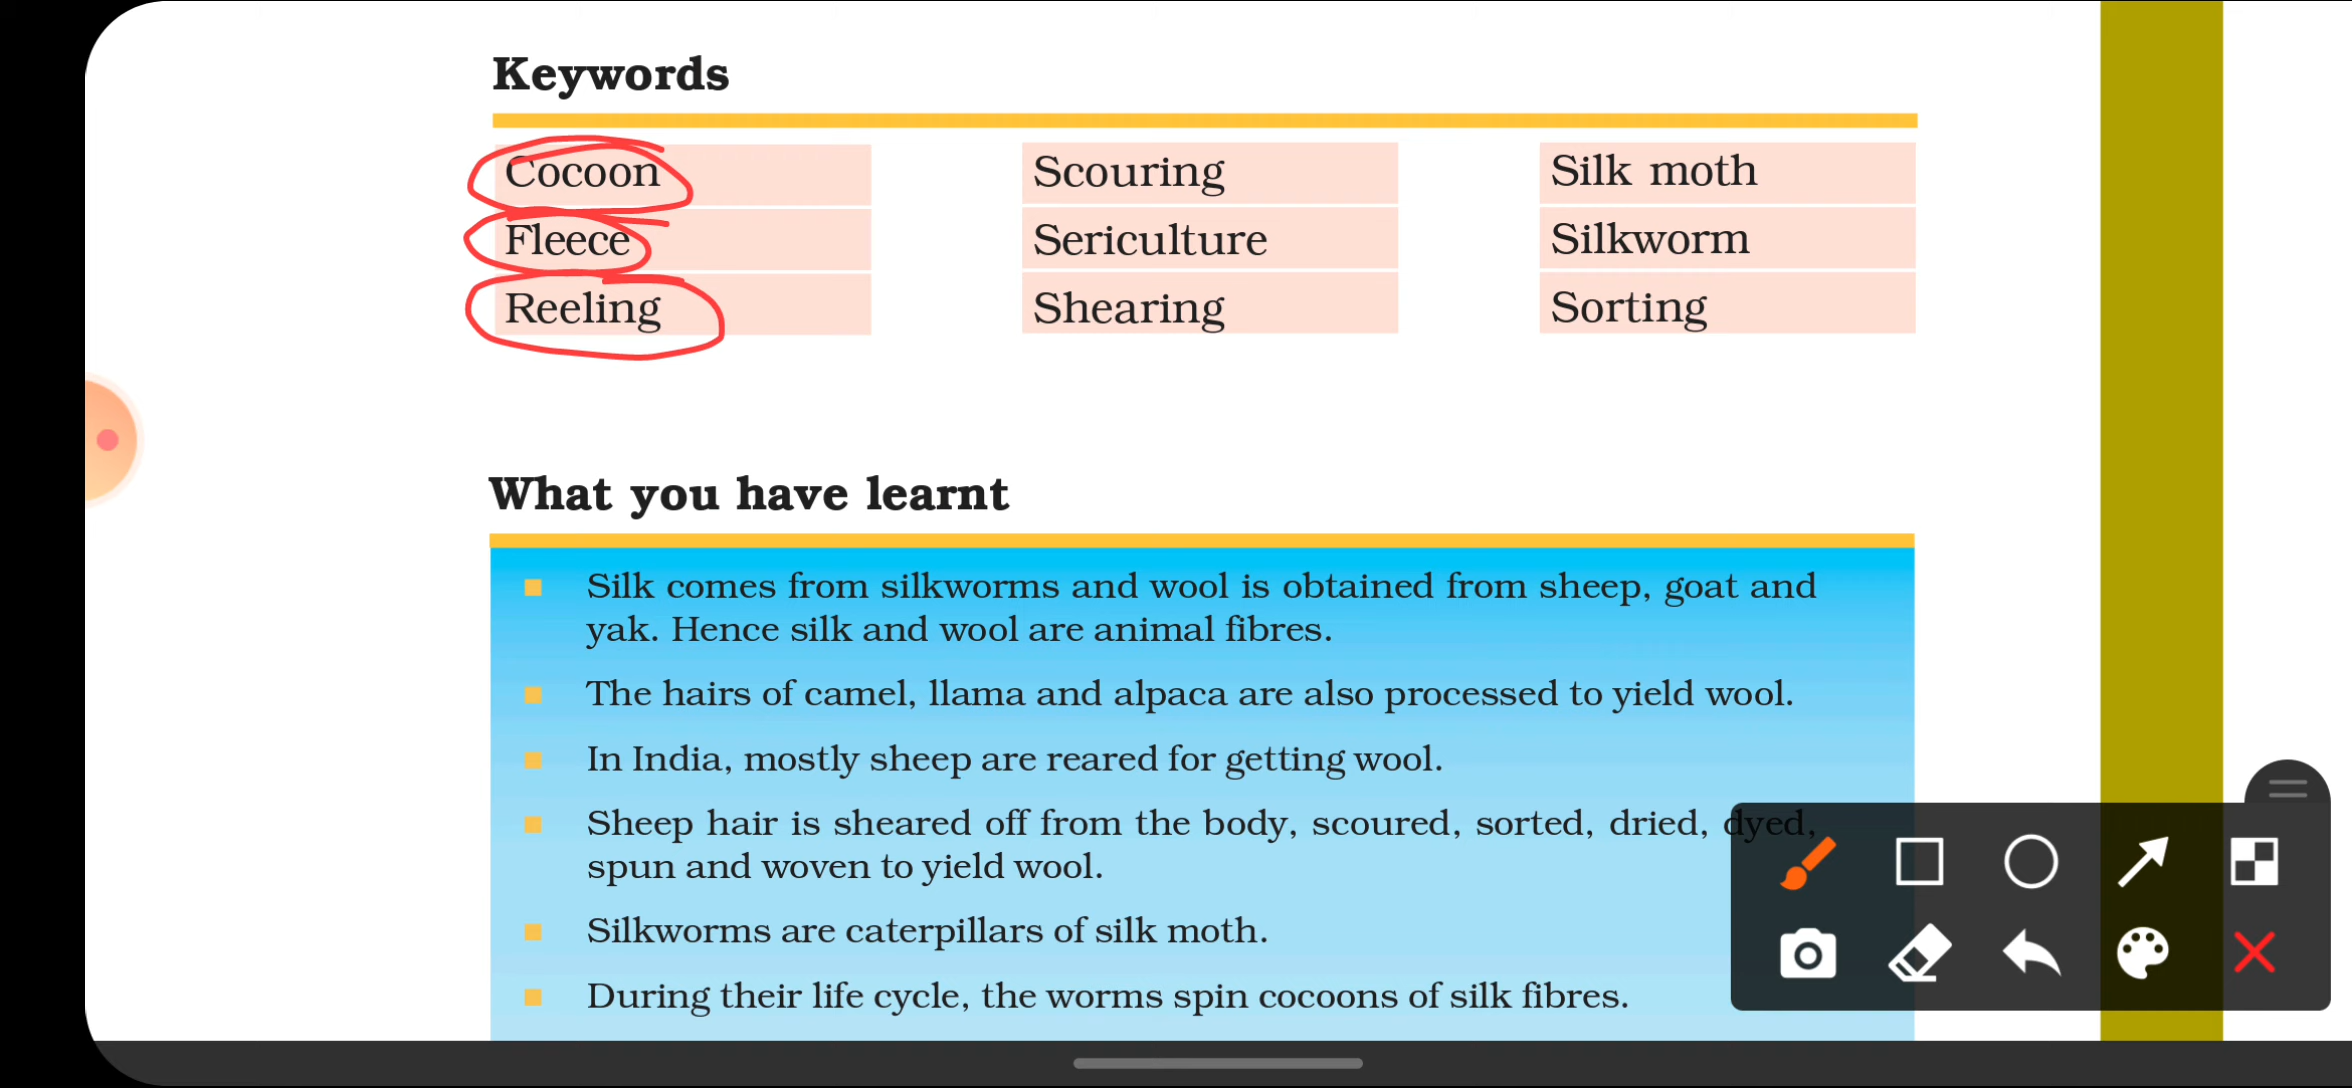 Keywords
Cocoon Scouring Silk moth
Fleece Sericulture Silkworm
Reeling Shearing Sorting
What you have learnt
Silk comes from silkworms and wool is obtained from sheep, goat and
yak. Hence silk and wool are animal fibres.
The hairs of camel, llama and alpaca are also processed to yield wool.
In India, mostly sheep are reared for getting wool.
Sheep hair is sheared off from the body, scoured, sorted, dried, dyed,
spun and woven to yield wool.
Silkworms are caterpillars of silk moth.
During their life cycle, the worms spin cocoons of silk fibres.